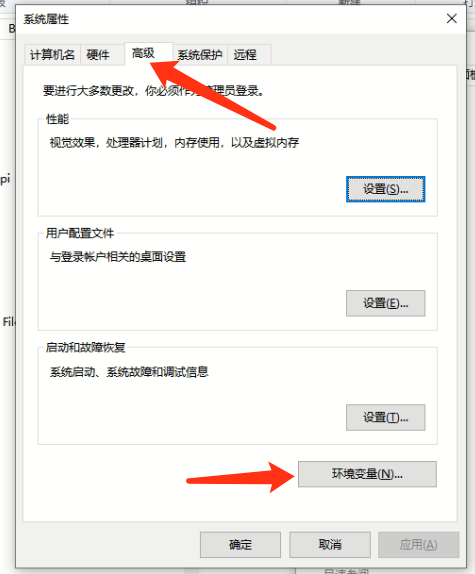 系统属性
计算机名
硬件
高级
系统保护
远程
要进行大多数更改，你必须作为管理员登录。
性能
视觉效果，处理器计划，内存使用，以及虚拟内存
设置(S)...
pi
用户配置文件
与登录帐户相关的桌面设置
设置(E)...
File
启动和故障恢复
系统启动、系统故障和调试信息
设置(T)...
环境变量(N)...
确定
取消
应用(A)